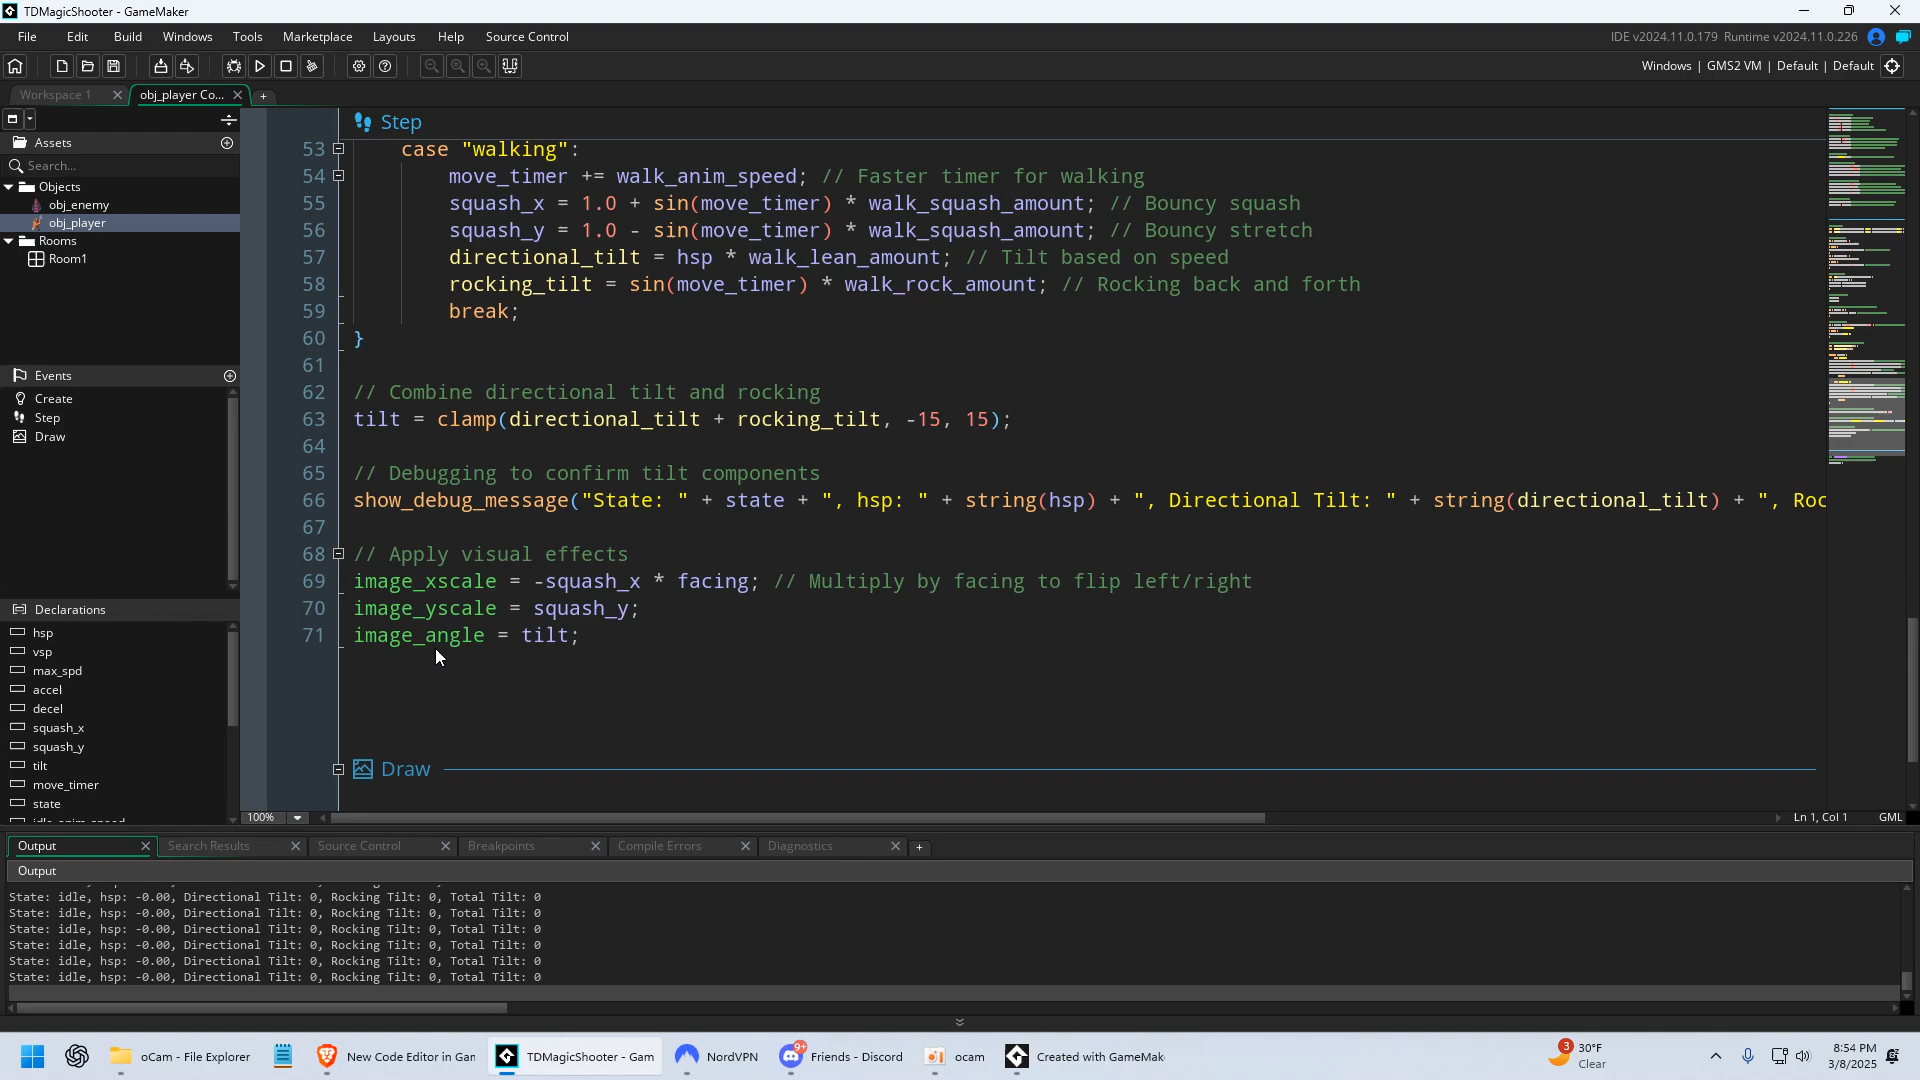 TDMagicShooter - GameMaker
File Edit Build Windows Tools Marketplace Layouts Help Source Control
IDE v2024.11.0.179 Runtime v2024.11.0.226
Windows | GMS2 VM | Default | Default
Workspace 1
obj_player Co...
Assets
Search...
Objects
obj_enemy
obj_player
Rooms
Room1
Events
Create
Step
Draw
Declarations
hsp
vsp
max_spd
accel
decel
squash_x
squash_y
tilt
move_timer
state
Step
53 case "walking":
54 move_timer += walk_anim_speed; // Faster timer for walking
55 squash_x = 1.0 + sin(move_timer) * walk_squash_amount; // Bouncy squash
56 squash_y = 1.0 - sin(move_timer) * walk_squash_amount; // Bouncy stretch
57 directional_tilt = hsp * walk_lean_amount; // Tilt based on speed
58 rocking_tilt = sin(move_timer) * walk_rock_amount; // Rocking back and forth
59 break;
60 }
61
62 // Combine directional tilt and rocking
63 tilt = clamp(directional_tilt + rocking_tilt, -15, 15);
64
65 // Debugging to confirm tilt components
66 show_debug_message("State: " + state + ", hsp: " + string(hsp) + ", Directional Tilt: " + string(directional_tilt) + ", Roc
67
68 // Apply visual effects
69 image_xscale = -squash_x * facing; // Multiply by facing to flip left/right
70 image_yscale = squash_y;
71 image_angle = tilt;
Draw
100%
Ln 1, Col 1 GML
Output Search Results Source Control Breakpoints Compile Errors Diagnostics
Output
State: idle, hsp: -0.00, Directional Tilt: 0, Rocking Tilt: 0, Total Tilt: 0
State: idle, hsp: -0.00, Directional Tilt: 0, Rocking Tilt: 0, Total Tilt: 0
State: idle, hsp: -0.00, Directional Tilt: 0, Rocking Tilt: 0, Total Tilt: 0
State: idle, hsp: -0.00, Directional Tilt: 0, Rocking Tilt: 0, Total Tilt: 0
State: idle, hsp: -0.00, Directional Tilt: 0, Rocking Tilt: 0, Total Tilt: 0
State: idle, hsp: -0.00, Directional Tilt: 0, Rocking Tilt: 0, Total Tilt: 0
oCam - File Explorer
New Code Editor in Gam
TDMagicShooter - Gam
NordVPN
9+
Friends - Discord
ocam
Created with GameMak
3
30°F
Clear
8:54 PM
3/8/2025